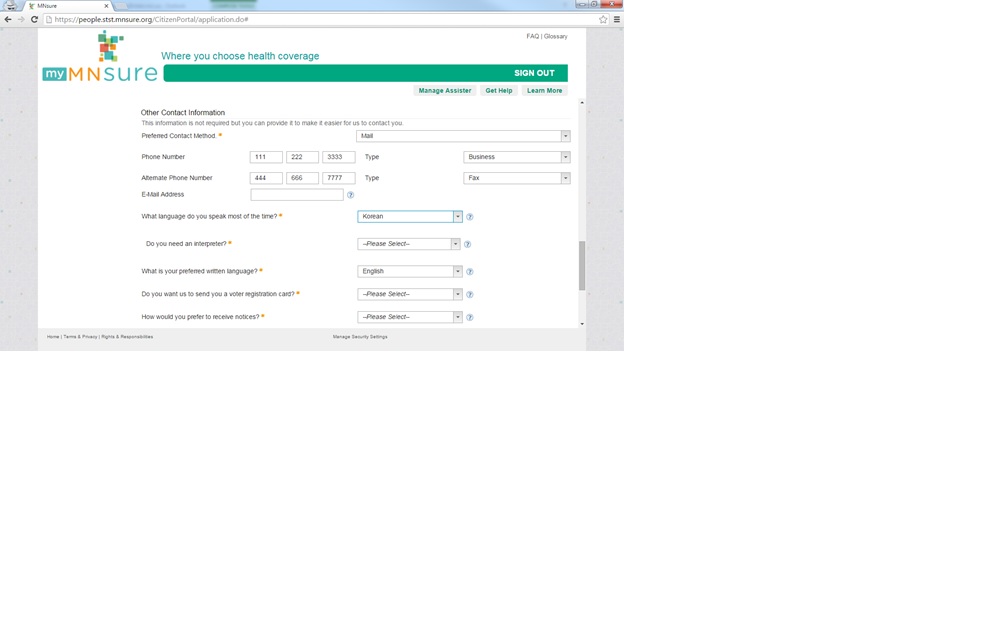 MNsure
https://people.stst.mnsure.org/CitizenPortal/application.do#
FAQ | Glossary
Where you choose health coverage
my MNsure
SIGN OUT
Manage Assister Get Help Learn More
Other Contact Information
This information is not required but you can provide it to make it easier for us to contact you.
Preferred Contact Method * Mail
Phone Number 111 222 3333 Type Business
Alternate Phone Number 444 666 7777 Type Fax
E-Mail Address ?
What language do you speak most of the time? * Korean ?
Do you need an interpreter? * --Please Select-- ?
What is your preferred written language? * English ?
Do you want us to send you a voter registration card? * --Please Select-- ?
How would you prefer to receive notices? * --Please Select-- ?
Home | Terms & Privacy | Rights & Responsibilities Manage Security Settings